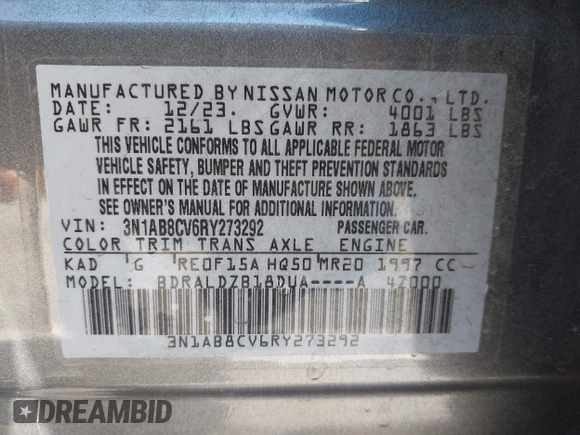 MANUFACTURED BY NISSAN MOTOR CO., LTD.
DATE: 12/23. GVWR: 4001 LBS
GAWR FR: 2161 LBS GAWR RR: 1863 LBS
THIS VEHICLE CONFORMS TO ALL APPLICABLE FEDERAL MOTOR
VEHICLE SAFETY, BUMPER AND THEFT PREVENTION STANDARDS
IN EFFECT ON THE DATE OF MANUFACTURE SHOWN ABOVE.
SEE OWNER'S MANUAL FOR ADDITIONAL INFORMATION.
VIN: 3N1AB8CV6RY273292 PASSENGER CAR.
COLOR TRIM TRANS AXLE ENGINE
KAD G RE0F15A HQ50 MR20 1997 CC
MODEL: BDRALDZB18DUA----A 4Z000
3N1AB8CV6RY273292
DREAMBID